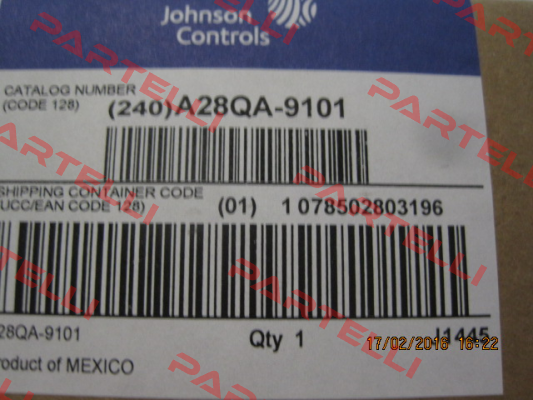 Johnson
Controls
CATALOG NUMBER
(CODE 128)
(240) A28QA-9101
SHIPPING CONTAINER CODE
(UCC/EAN CODE 128)
(01) 1 078502803196
28QA-9101
Qty 1
J1445
roduct of MEXICO
17/02/2016 16:22
PARTELLI
PARTELLI
PARTELLI
PARTELLI
PARTELLI
PARTELLI